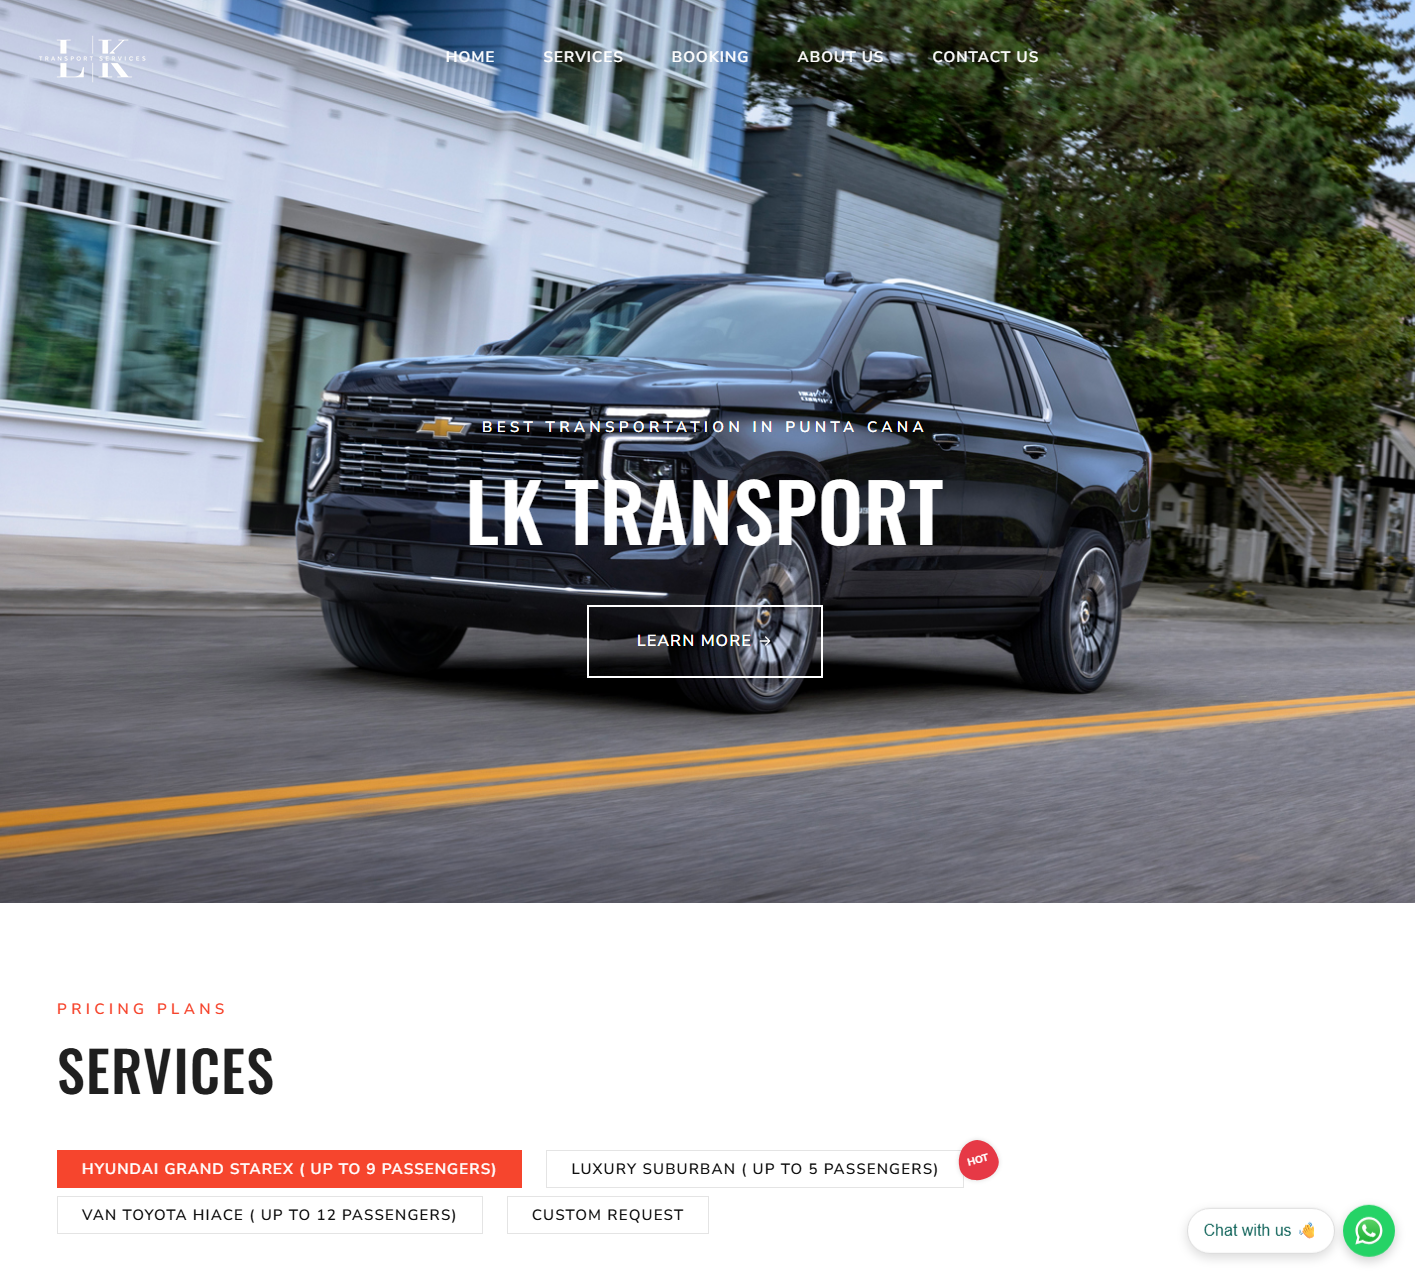 L K
TRANSPORT SERVICES
HOME SERVICES BOOKING ABOUT US CONTACT US
BEST TRANSPORTATION IN PUNTA CANA
LK TRANSPORT
LEARN MORE →
PRICING PLANS
SERVICES
HYUNDAI GRAND STAREX ( UP TO 9 PASSENGERS)
LUXURY SUBURBAN ( UP TO 5 PASSENGERS)
HOT
VAN TOYOTA HIACE ( UP TO 12 PASSENGERS)
CUSTOM REQUEST
Chat with us 👋